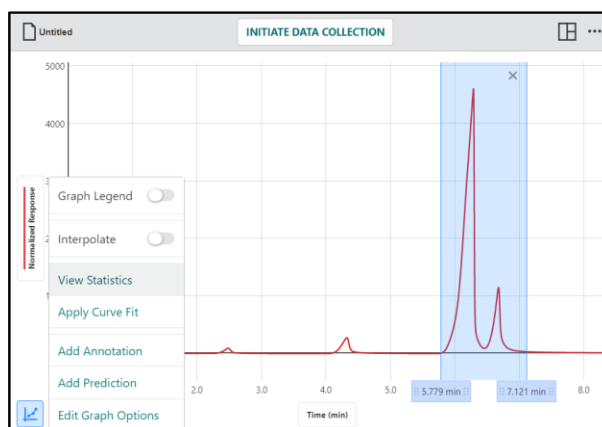 Untitled
INITIATE DATA COLLECTION
5000
4000
Normalized Response
Graph Legend
Interpolate
View Statistics
Apply Curve Fit
Add Annotation
Add Prediction
Edit Graph Options
2.0
3.0
4.0
5.0
5.779 min
7.121 min
8.0
Time (min)